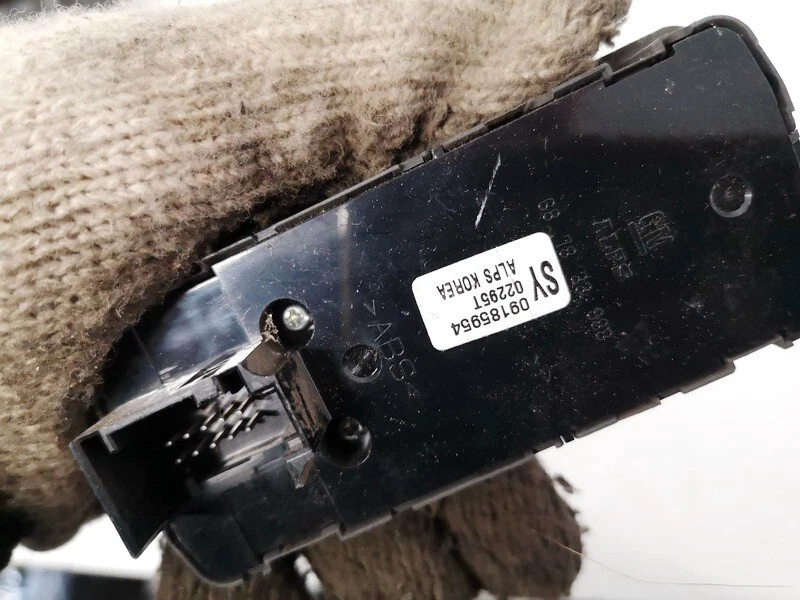 09185954
SY 02295T
ALPS KOREA
GM
ALPS
>ABS<